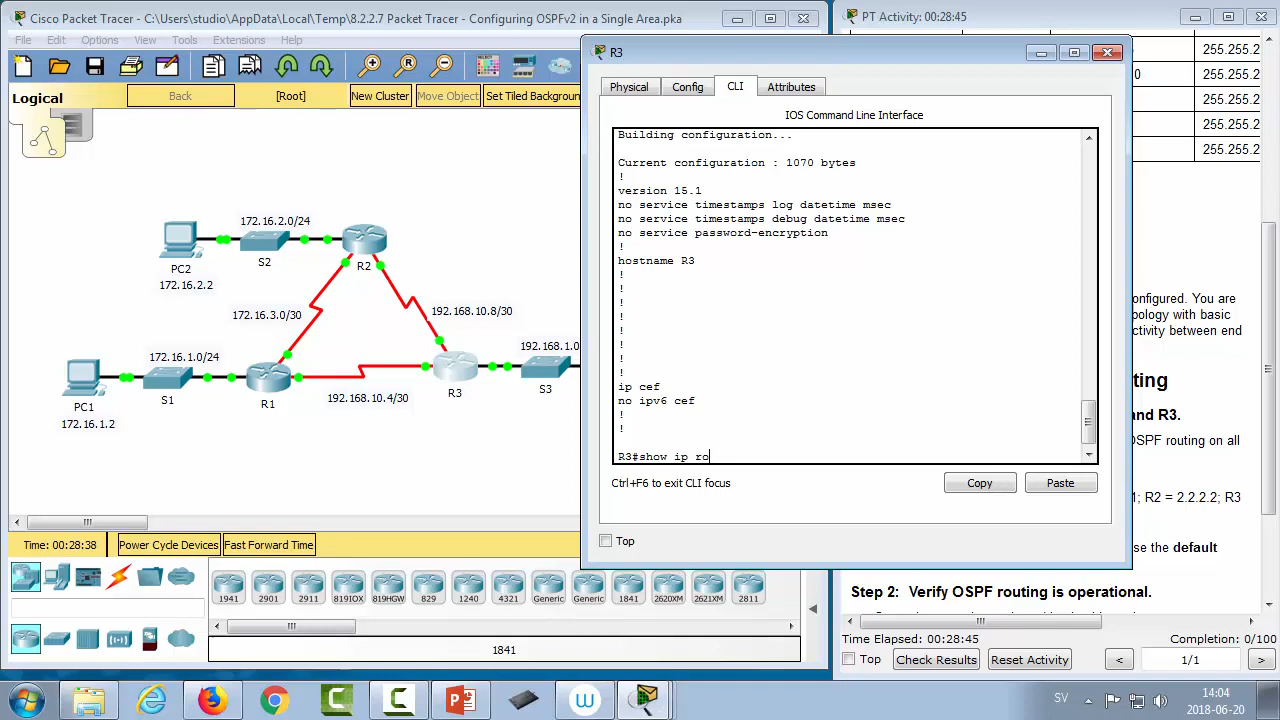 Cisco Packet Tracer - C:\Users\studio\AppData\Local\Temp\8.2.2.7 Packet Tracer - Configuring OSPFv2 in a Single Area.pka
File Edit Options View Tools Extensions Help
Logical
Back
[Root]
New Cluster
Move Object
Set Tiled Background
172.16.2.0/24
PC2
S2
R2
172.16.2.2
172.16.3.0/30
192.168.10.8/30
172.16.1.0/24
192.168.1.0
PC1
S1
R1
R3
S3
192.168.10.4/30
172.16.1.2
Time: 00:28:38
Power Cycle Devices
Fast Forward Time
1941
2901
2911
819IOX
819HGW
829
1240
4321
Generic
Generic
1841
2620XM
2621XM
2811
1841
R3
Physical
Config
CLI
Attributes
IOS Command Line Interface
Building configuration...
Current configuration : 1070 bytes
!
version 15.1
no service timestamps log datetime msec
no service timestamps debug datetime msec
no service password-encryption
!
hostname R3
!
!
!
!
!
!
!
!
ip cef
no ipv6 cef
!
!
R3#show ip ro
Ctrl+F6 to exit CLI focus
Copy
Paste
Top
PT Activity: 00:28:45
255.255.2
0
255.255.2
255.255.2
255.255.2
255.255.2
onfigured. You are
pology with basic
ctivity between end
ting
and R3.
OSPF routing on all
1; R2 = 2.2.2.2; R3
se the default
Step 2: Verify OSPF routing is operational.
Time Elapsed: 00:28:45
Completion: 0/100
Top
Check Results
Reset Activity
<
1/1
>
SV
14:04
2018-06-20